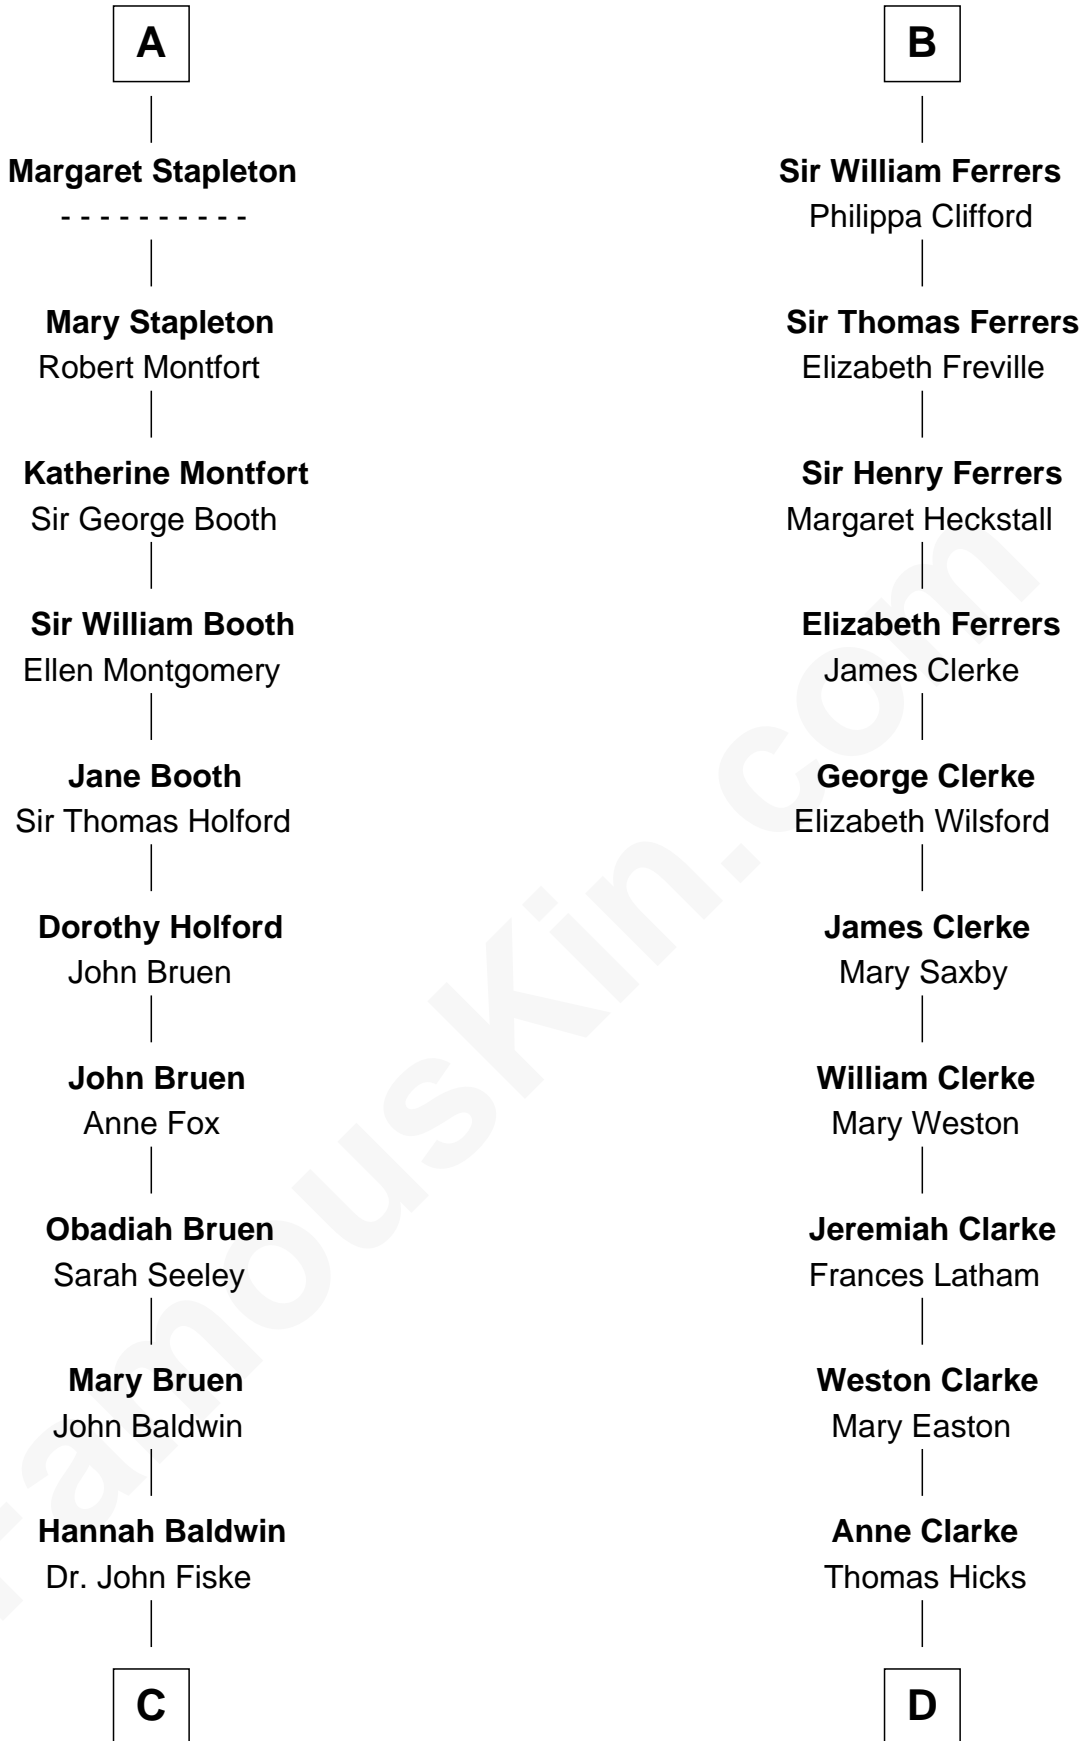 A
Margaret Stapleton
- - - - - - - - - -
Mary Stapleton
Robert Montfort
Katherine Montfort
Sir George Booth
Sir William Booth
Ellen Montgomery
Jane Booth
Sir Thomas Holford
Dorothy Holford
John Bruen
John Bruen
Anne Fox
Obadiah Bruen
Sarah Seeley
Mary Bruen
John Baldwin
Hannah Baldwin
Dr. John Fiske
C
B
Sir William Ferrers
Philippa Clifford
Sir Thomas Ferrers
Elizabeth Freville
Sir Henry Ferrers
Margaret Heckstall
Elizabeth Ferrers
James Clerke
George Clerke
Elizabeth Wilsford
James Clerke
Mary Saxby
William Clerke
Mary Weston
Jeremiah Clarke
Frances Latham
Weston Clarke
Mary Easton
Anne Clarke
Thomas Hicks
D
FamousKin.com